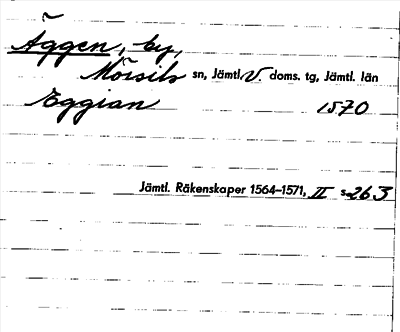 Äggen, by,
Mörsils sn, Jämtl. V. doms. tg, Jämtl. län
Eggian 1570
Jämtl. Räkenskaper 1564–1571, II s. 263